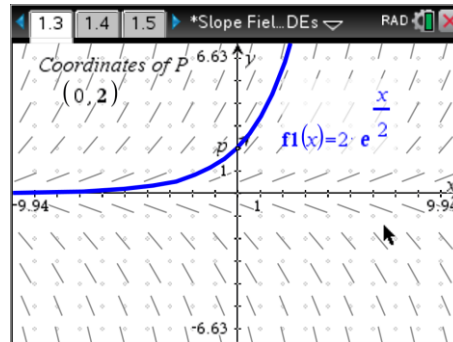 1.3 1.4 1.5 *Slope Fiel…DEs RAD
Coordinates of P
(0,2)
6.63 y
f1(x)=2·e^(x/2)
p
1
-9.94 1 9.94 x
-6.63